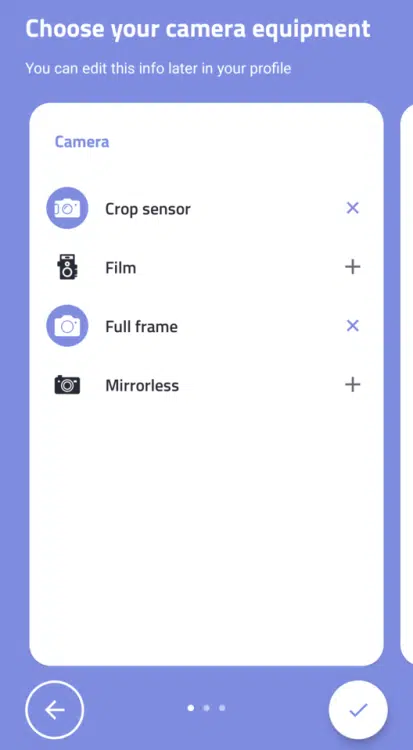 Choose your camera equipment
You can edit this info later in your profile
Camera
Crop sensor
Film
Full frame
Mirrorless